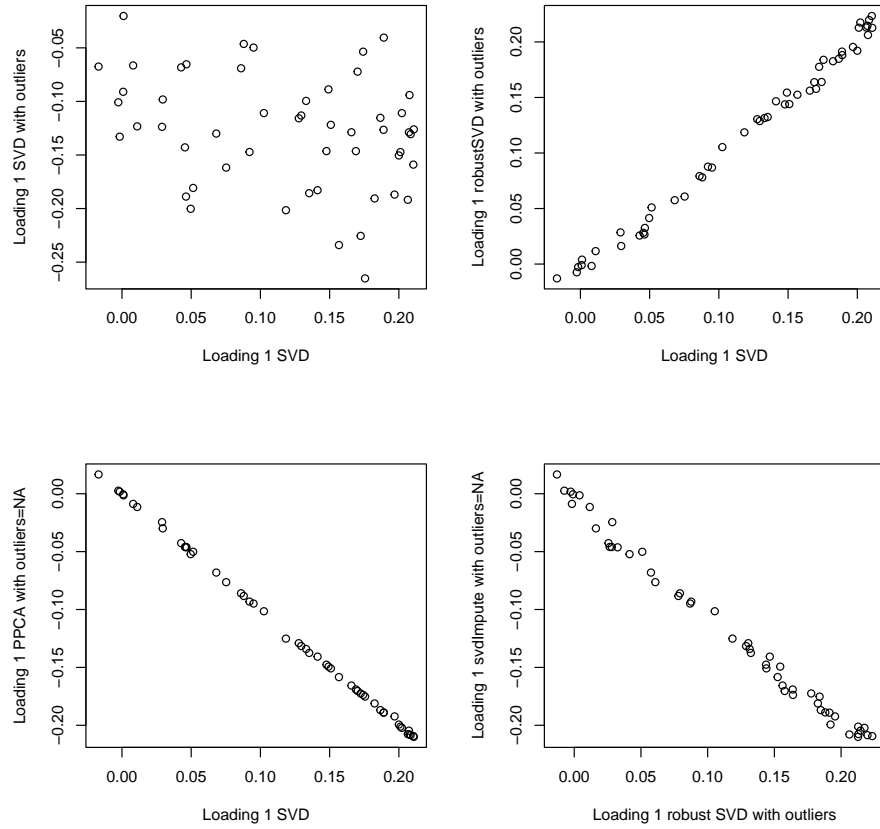 −0.05
−0.10
−0.15
−0.20
−0.25
Loading 1 SVD with outliers
0.00 0.05 0.10 0.15 0.20
Loading 1 SVD
0.20
0.15
0.10
0.05
0.00
Loading 1 robustSVD with outliers
0.00 0.05 0.10 0.15 0.20
Loading 1 SVD
0.00
−0.05
−0.10
−0.15
−0.20
Loading 1 PPCA with outliers=NA
0.00 0.05 0.10 0.15 0.20
Loading 1 SVD
0.00
−0.05
−0.10
−0.15
−0.20
Loading 1 svdImpute with outliers=NA
0.00 0.05 0.10 0.15 0.20
Loading 1 robust SVD with outliers